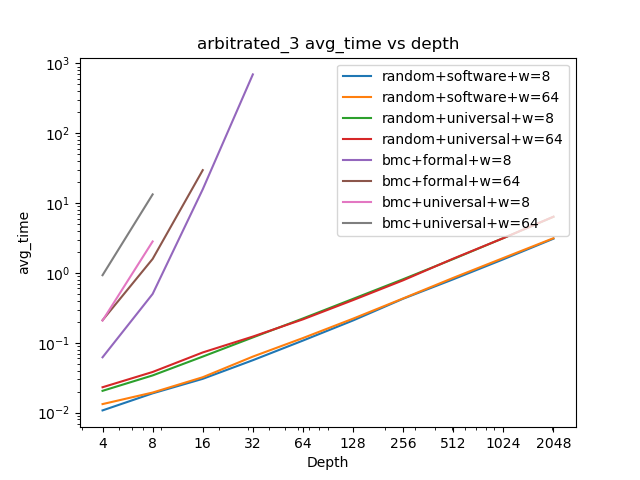 arbitrated_3 avg_time vs depth
random+software+w=8
random+software+w=64
random+universal+w=8
random+universal+w=64
bmc+formal+w=8
bmc+formal+w=64
bmc+universal+w=8
bmc+universal+w=64
avg_time
10³
10²
10¹
10⁰
10⁻¹
10⁻²
4 8 16 32 64 128 256 512 1024 2048
Depth